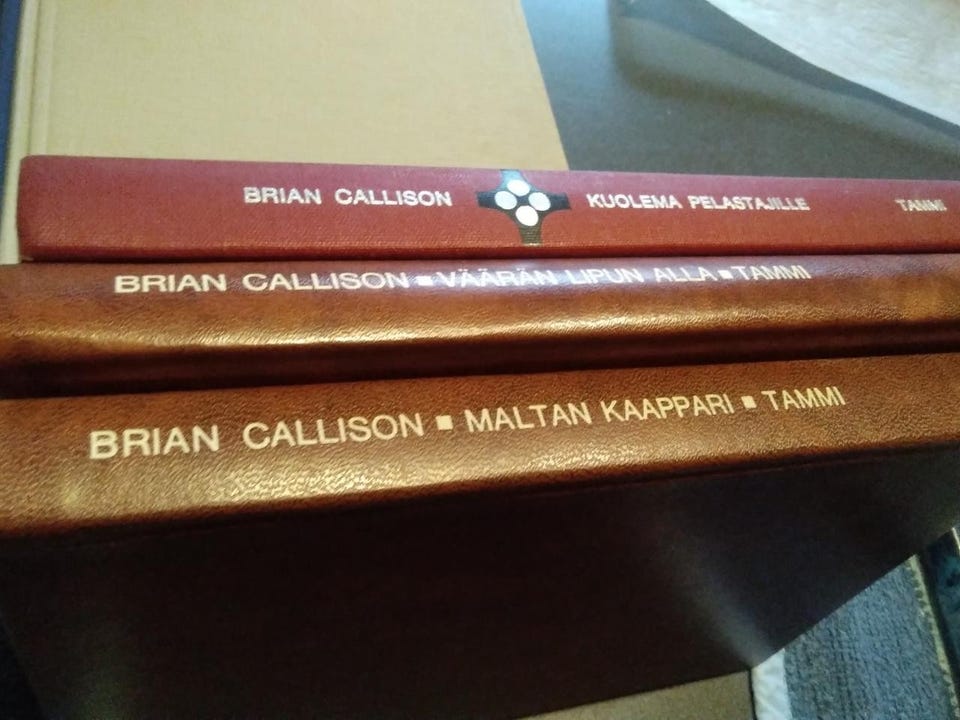 BRIAN CALLISON KUOLEMA PELASTAJILLE TAMMI
BRIAN CALLISON ▪ VÄÄRÄN LIPUN ALLA ▪ TAMMI
BRIAN CALLISON ▪ MALTAN KAAPPARI ▪ TAMMI